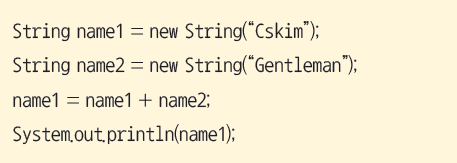 String name1 = new String(“Cskim”);
String name2 = new String(“Gentleman”);
name1 = name1 + name2;
System.out.println(name1);